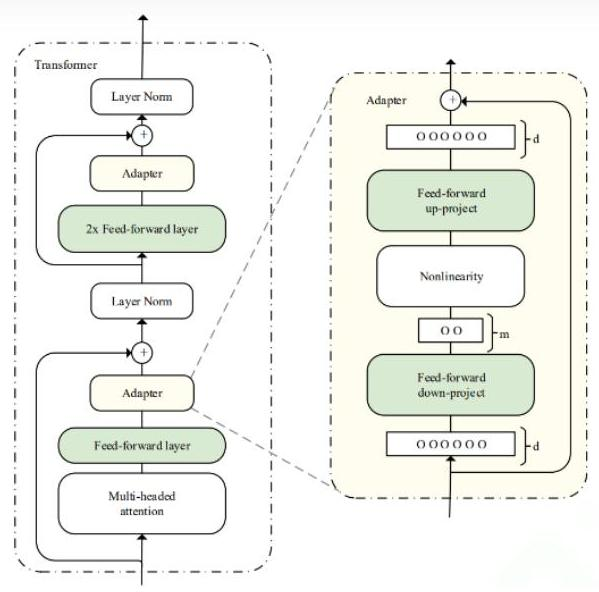 Transformer
Layer Norm
+
Adapter
2x Feed-forward layer
Layer Norm
+
Adapter
Feed-forward layer
Multi-headed
attention
Adapter
+
O O O O O O
d
Feed-forward
up-project
Nonlinearity
O O
m
Feed-forward
down-project
O O O O O O
d